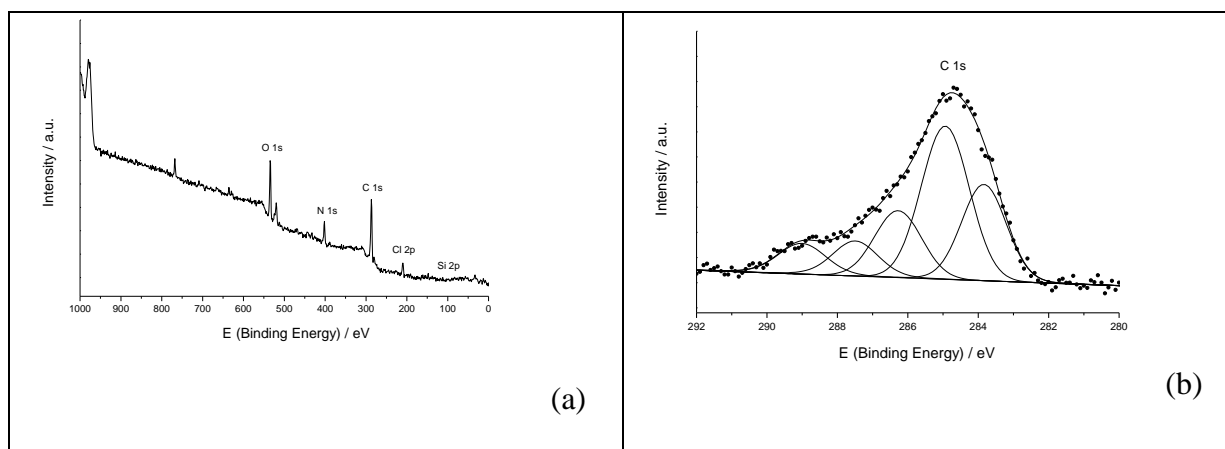 O 1s
C 1s
N 1s
Cl 2p
Si 2p
Intensity / a.u.
1000 900 800 700 600 500 400 300 200 100 0
E (Binding Energy) / eV
(a)
C 1s
Intensity / a.u.
292 290 288 286 284 282 280
E (Binding Energy) / eV
(b)